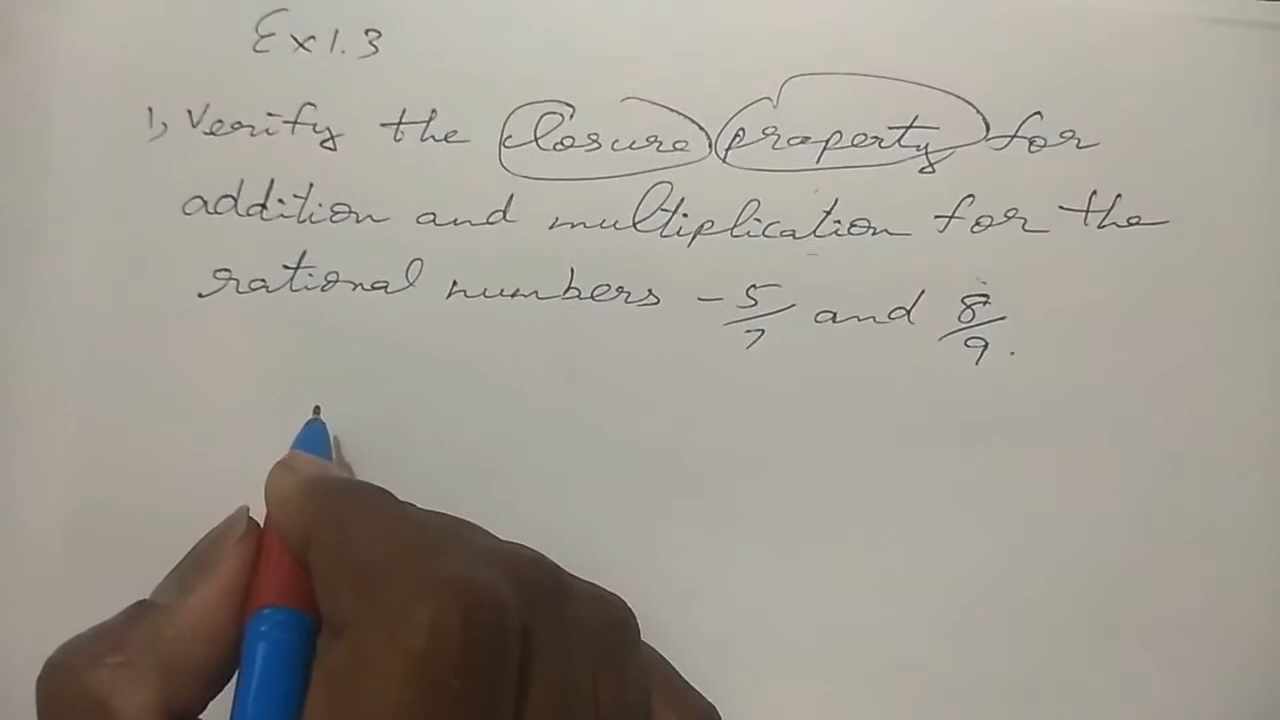 Ex 1.3
1, Verify the closure property for
addition and multiplication for the
rational numbers -5/7 and 8/9.